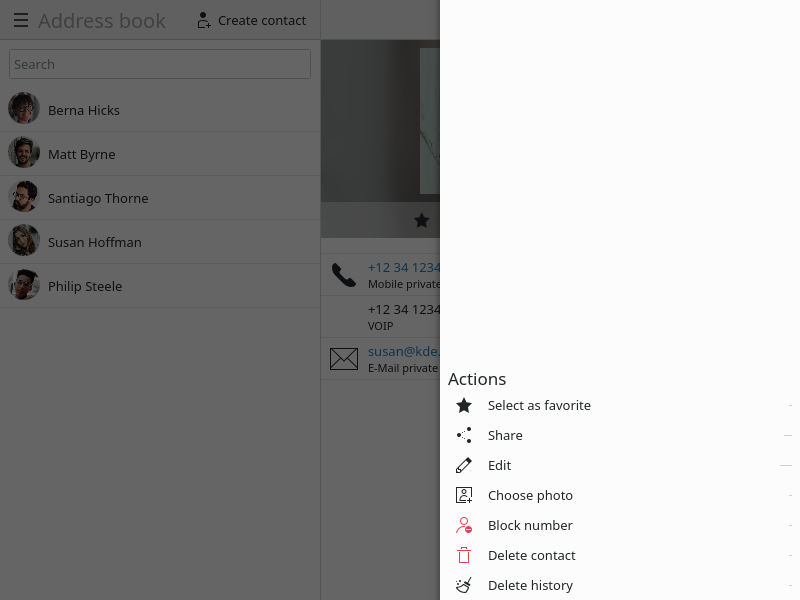 Address book
Create contact
Search
Berna Hicks
Matt Byrne
Santiago Thorne
Susan Hoffman
Philip Steele
+12 34 1234
Mobile private
+12 34 1234
VOIP
susan@kde.
E-Mail private
Actions
Select as favorite
Share
Edit
Choose photo
Block number
Delete contact
Delete history